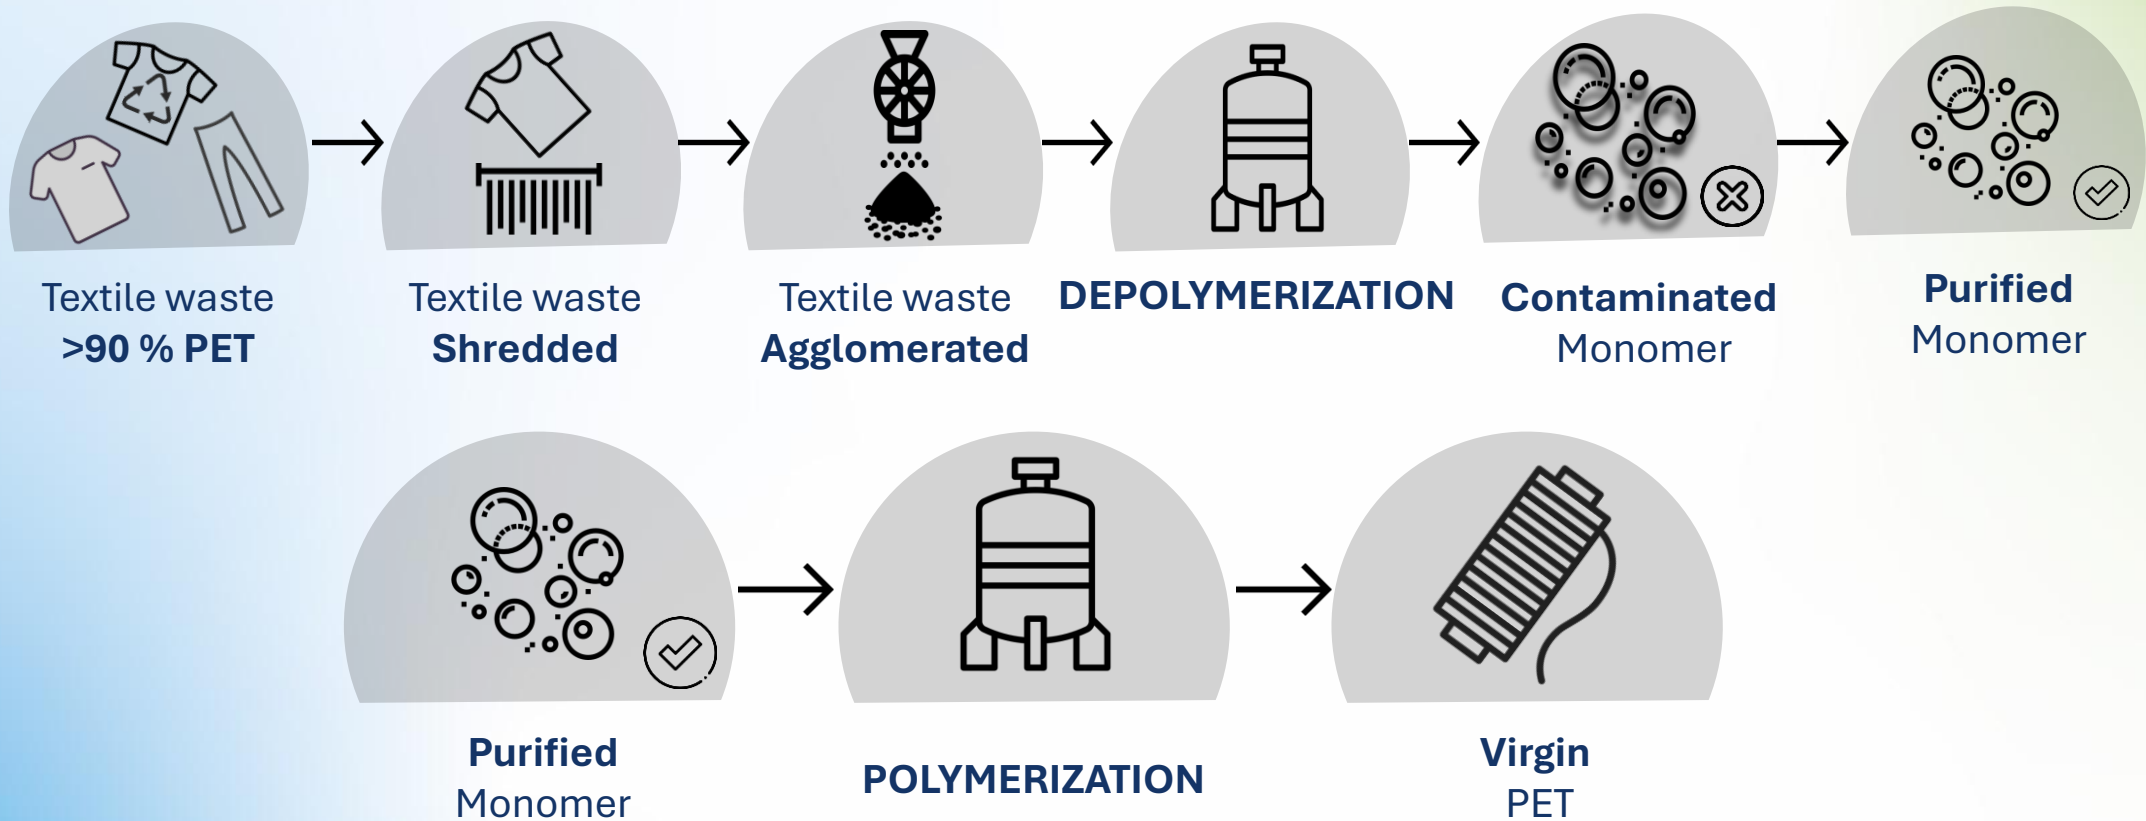 Textile waste
>90 % PET
Textile waste
Shredded
Textile waste
Agglomerated
DEPOLYMERIZATION
Contaminated
Monomer
Purified
Monomer
Purified
Monomer
POLYMERIZATION
Virgin
PET